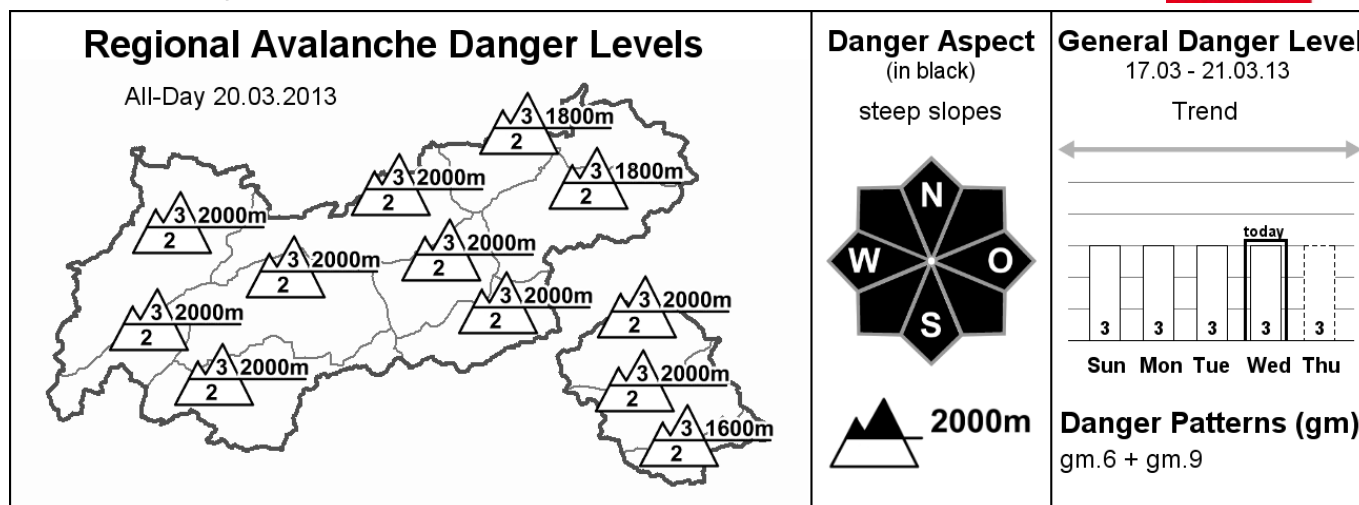 Regional Avalanche Danger Levels
All-Day 20.03.2013
3 1800m
2
3 1800m
2
3 2000m
2
3 2000m
2
3 2000m
2
3 2000m
2
3 2000m
2
3 2000m
2
3 2000m
2
3 2000m
2
3 2000m
2
3 1600m
2
Danger Aspect
(in black)
steep slopes
N
W O
S
2000m
General Danger Level
17.03 - 21.03.13
Trend
today
3 3 3 3 3
Sun Mon Tue Wed Thu
Danger Patterns (gm)
gm.6 + gm.9